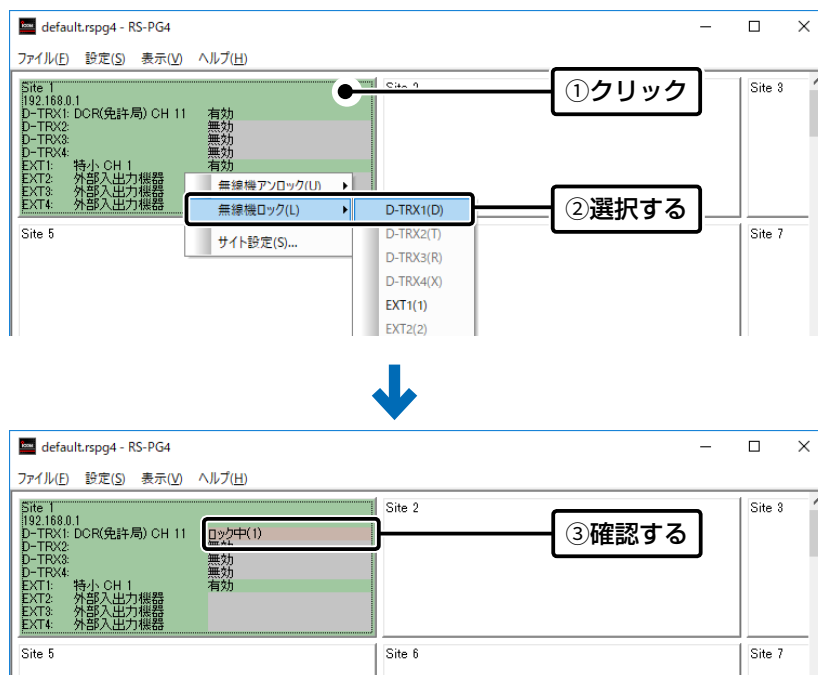 default.rspg4 - RS-PG4
ファイル(F) 設定(S) 表示(V) ヘルプ(H)
Site 1
192.168.0.1
D-TRX1: DCR(免許局) CH 11 有効
D-TRX2: 無効
D-TRX3: 無効
D-TRX4: 無効
EXT1: 特小 CH 1 有効
EXT2: 外部入出力機器
EXT3: 外部入出力機器
EXT4: 外部入出力機器
Site 2
①クリック
Site 3
無線機アンロック(U)
無線機ロック(L)
サイト設定(S)...
D-TRX1(D)
D-TRX2(T)
D-TRX3(R)
D-TRX4(X)
EXT1(1)
EXT2(2)
②選択する
Site 5
Site 7
default.rspg4 - RS-PG4
ファイル(F) 設定(S) 表示(V) ヘルプ(H)
Site 1
192.168.0.1
D-TRX1: DCR(免許局) CH 11 ロック中(1)
D-TRX2: 無効
D-TRX3: 無効
D-TRX4: 無効
EXT1: 特小 CH 1 有効
EXT2: 外部入出力機器
EXT3: 外部入出力機器
EXT4: 外部入出力機器
Site 2
③確認する
Site 3
Site 5
Site 6
Site 7